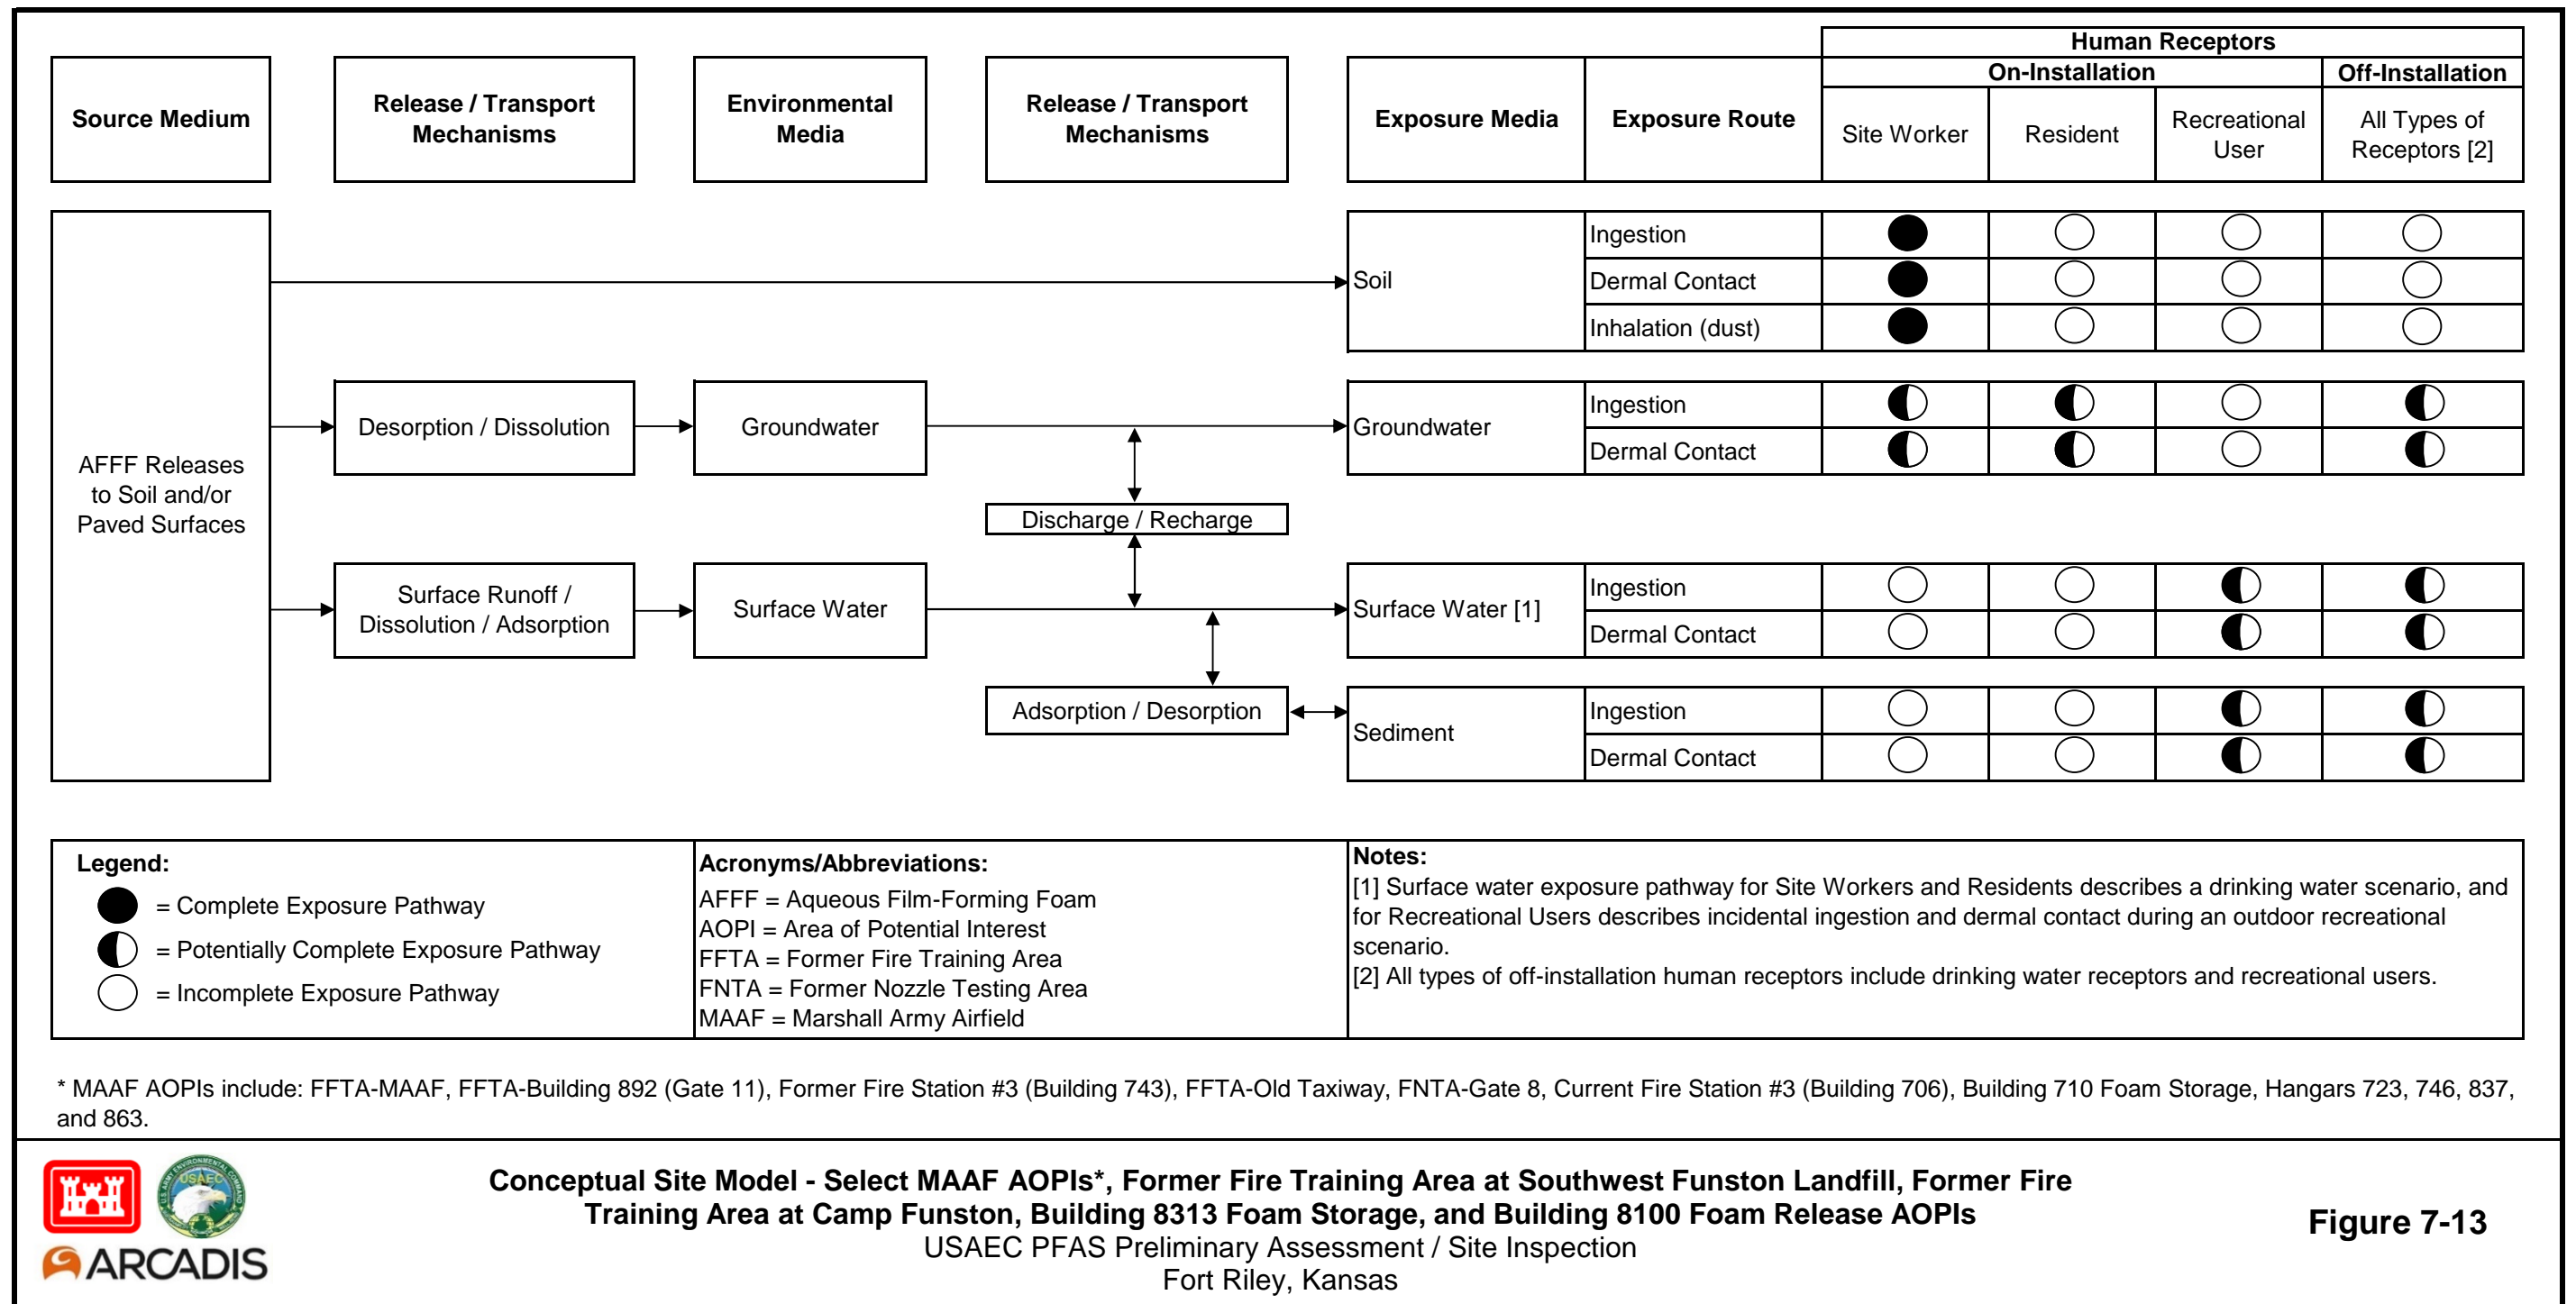 Human Receptors
On-Installation
Off-Installation
Source Medium
Release / Transport
Mechanisms
Environmental
Media
Release / Transport
Mechanisms
Exposure Media
Exposure Route
Site Worker
Resident
Recreational
User
All Types of
Receptors [2]
AFFF Releases
to Soil and/or
Paved Surfaces
Soil
Ingestion
Dermal Contact
Inhalation (dust)
Desorption / Dissolution
Groundwater
Groundwater
Ingestion
Dermal Contact
Discharge / Recharge
Surface Runoff /
Dissolution / Adsorption
Surface Water
Surface Water [1]
Ingestion
Dermal Contact
Adsorption / Desorption
Sediment
Ingestion
Dermal Contact
Legend:
= Complete Exposure Pathway
= Potentially Complete Exposure Pathway
= Incomplete Exposure Pathway
Acronyms/Abbreviations:
AFFF = Aqueous Film-Forming Foam
AOPI = Area of Potential Interest
FFTA = Former Fire Training Area
FNTA = Former Nozzle Testing Area
MAAF = Marshall Army Airfield
Notes:
[1] Surface water exposure pathway for Site Workers and Residents describes a drinking water scenario, and
for Recreational Users describes incidental ingestion and dermal contact during an outdoor recreational
scenario.
[2] All types of off-installation human receptors include drinking water receptors and recreational users.
* MAAF AOPIs include: FFTA-MAAF, FFTA-Building 892 (Gate 11), Former Fire Station #3 (Building 743), FFTA-Old Taxiway, FNTA-Gate 8, Current Fire Station #3 (Building 706), Building 710 Foam Storage, Hangars 723, 746, 837,
and 863.
U.S. ARMY ENVIRONMENTAL COMMAND
USAEC
ARCADIS
Conceptual Site Model - Select MAAF AOPIs*, Former Fire Training Area at Southwest Funston Landfill, Former Fire
Training Area at Camp Funston, Building 8313 Foam Storage, and Building 8100 Foam Release AOPIs
USAEC PFAS Preliminary Assessment / Site Inspection
Fort Riley, Kansas
Figure 7-13